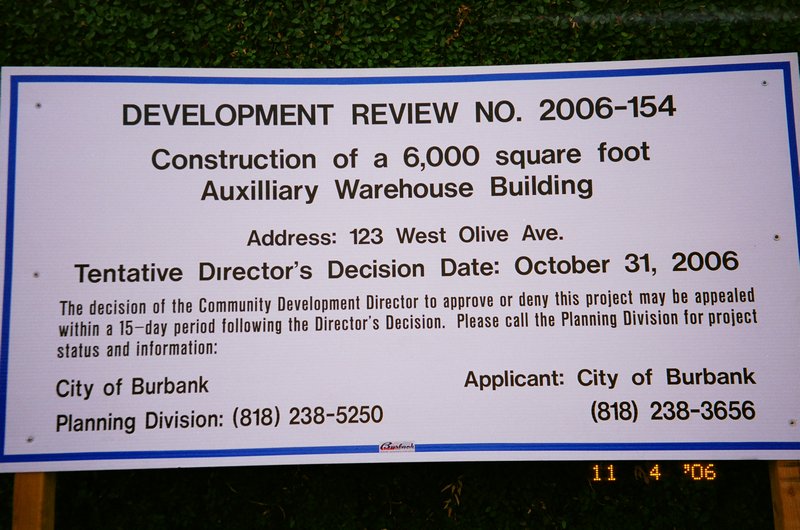 DEVELOPMENT REVIEW NO. 2006-154
Construction of a 6,000 square foot
Auxilliary Warehouse Building
Address: 123 West Olive Ave.
Tentative Director's Decision Date: October 31, 2006
The decision of the Community Development Director to approve or deny this project may be appealed
within a 15-day period following the Director's Decision. Please call the Planning Division for project
status and information:
City of Burbank
Planning Division: (818) 238-5250
Applicant: City of Burbank
(818) 238-3656
Burbank
11 4 '06